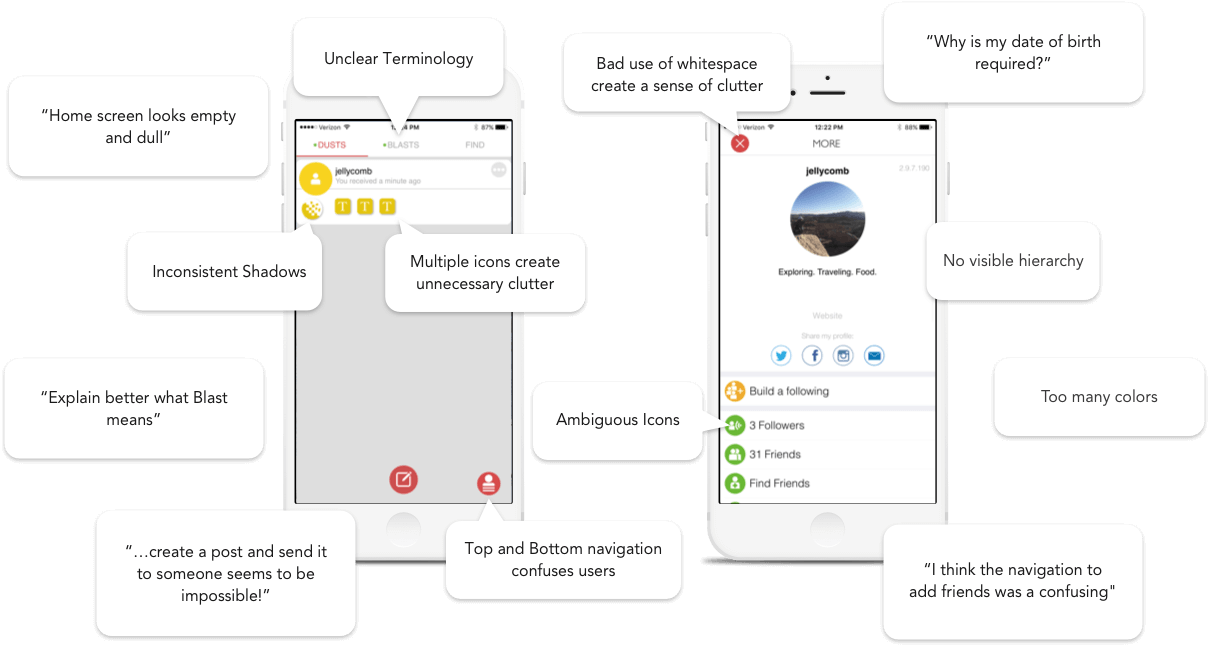 Unclear Terminology
“Home screen looks empty
and dull”
Verizon
PM
87%
DUSTS
BLASTS
FIND
jellycomb
You received a minute ago
T T T
Inconsistent Shadows
Multiple icons create
unnecessary clutter
“Explain better what Blast
means”
“…create a post and send it
to someone seems to be
impossible!”
Top and Bottom navigation
confuses users
Bad use of whitespace
create a sense of clutter
“Why is my date of birth
required?”
Verizon
12:22 PM
88%
MORE
jellycomb
2.9.7.190
Exploring. Traveling. Food.
Website
Share my profile:
Build a following
3 Followers
31 Friends
Find Friends
No visible hierarchy
Ambiguous Icons
Too many colors
“I think the navigation to
add friends was a confusing"